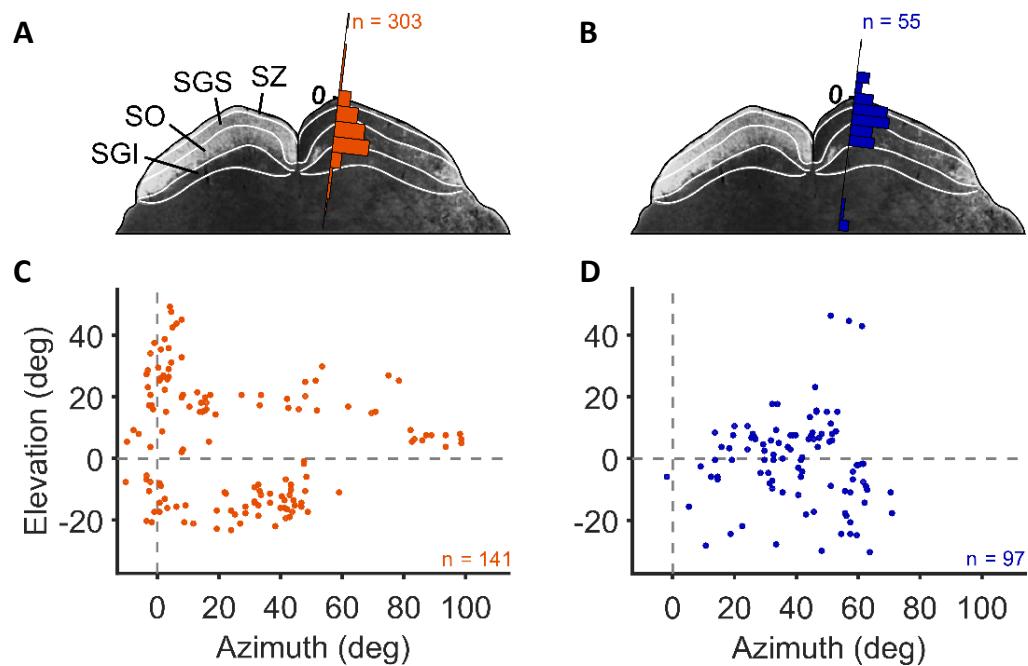 A
n = 303
SZ
SGS
SO
SGI
0
B
n = 55
0
C
Elevation (deg)
40
20
0
-20
n = 141
0 20 40 60 80 100
Azimuth (deg)
D
40
20
0
-20
n = 97
0 20 40 60 80 100
Azimuth (deg)